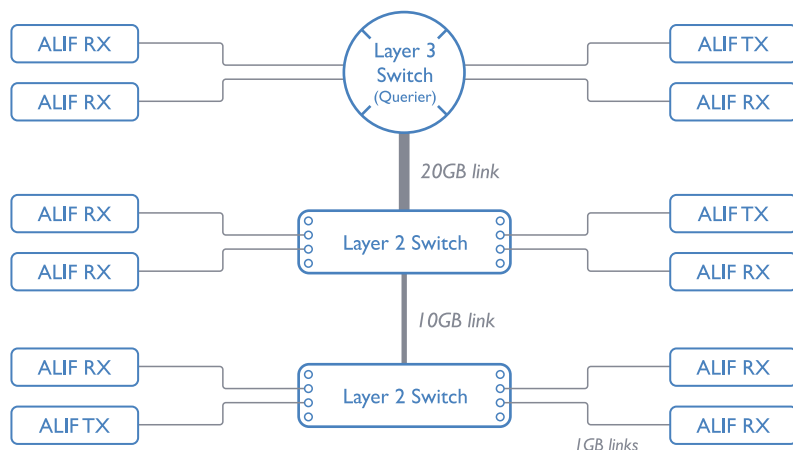 ALIF RX
Layer 3
Switch
(Querier)
ALIF TX
ALIF RX
ALIF RX
20GB link
ALIF RX
Layer 2 Switch
ALIF TX
ALIF RX
ALIF RX
10GB link
ALIF RX
Layer 2 Switch
ALIF RX
ALIF TX
ALIF RX
1GB links